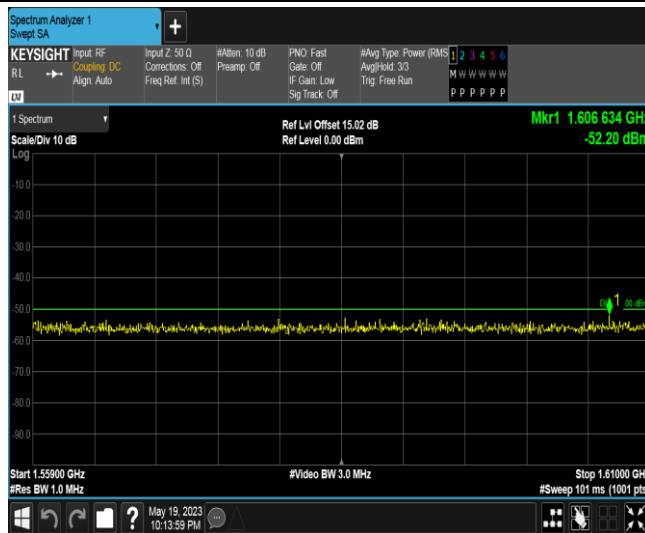 Spectrum Analyzer 1
Swept SA
+
KEYSIGHT
RL
Input: RF
Coupling: DC
Align: Auto
Input Z: 50 Ω
Corrections: Off
Freq Ref: Int (S)
#Atten: 10 dB
Preamp: Off
PNO: Fast
Gate: Off
IF Gain: Low
Sig Track: Off
#Avg Type: Power (RMS
Avg|Hold: 3/3
Trig: Free Run
1 2 3 4 5 6
M W W W W W
P P P P P P
1 Spectrum
Scale/Div 10 dB
Ref Lvl Offset 15.02 dB
Ref Level 0.00 dBm
Mkr1 1.606 634 GHz
-52.20 dBm
Log
-10.0
-20.0
-30.0
-40.0
-50.0
-60.0
-70.0
-80.0
-90.0
1
.00 dBm
Start 1.55900 GHz
#Res BW 1.0 MHz
#Video BW 3.0 MHz
Stop 1.61000 GH
#Sweep 101 ms (1001 pts
?
May 19, 2023
10:13:59 PM